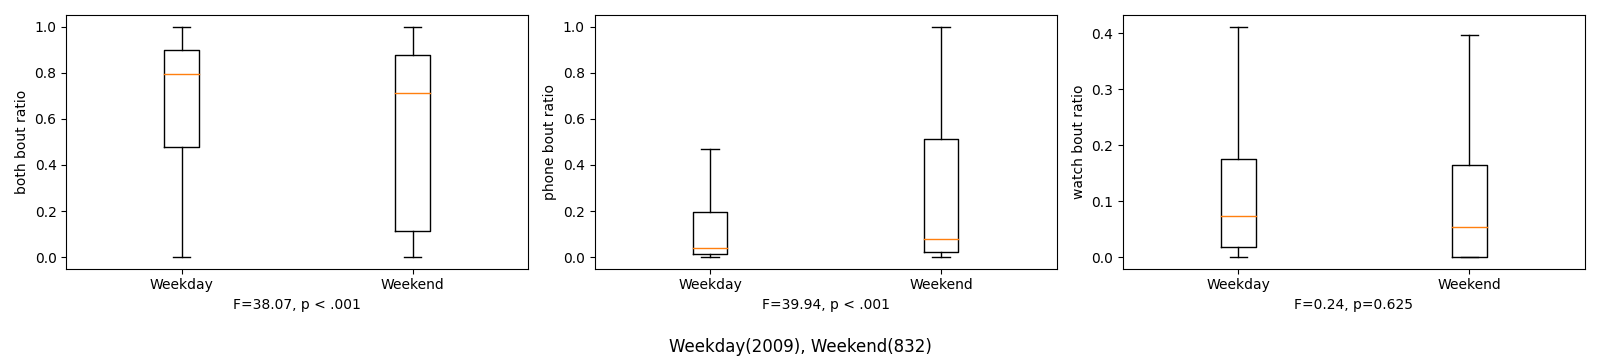 both bout ratio
1.0
0.8
0.6
0.4
0.2
0.0
Weekday
Weekend
F=38.07, p < .001
phone bout ratio
1.0
0.8
0.6
0.4
0.2
0.0
Weekday
Weekend
F=39.94, p < .001
watch bout ratio
0.4
0.3
0.2
0.1
0.0
Weekday
Weekend
F=0.24, p=0.625
Weekday(2009), Weekend(832)